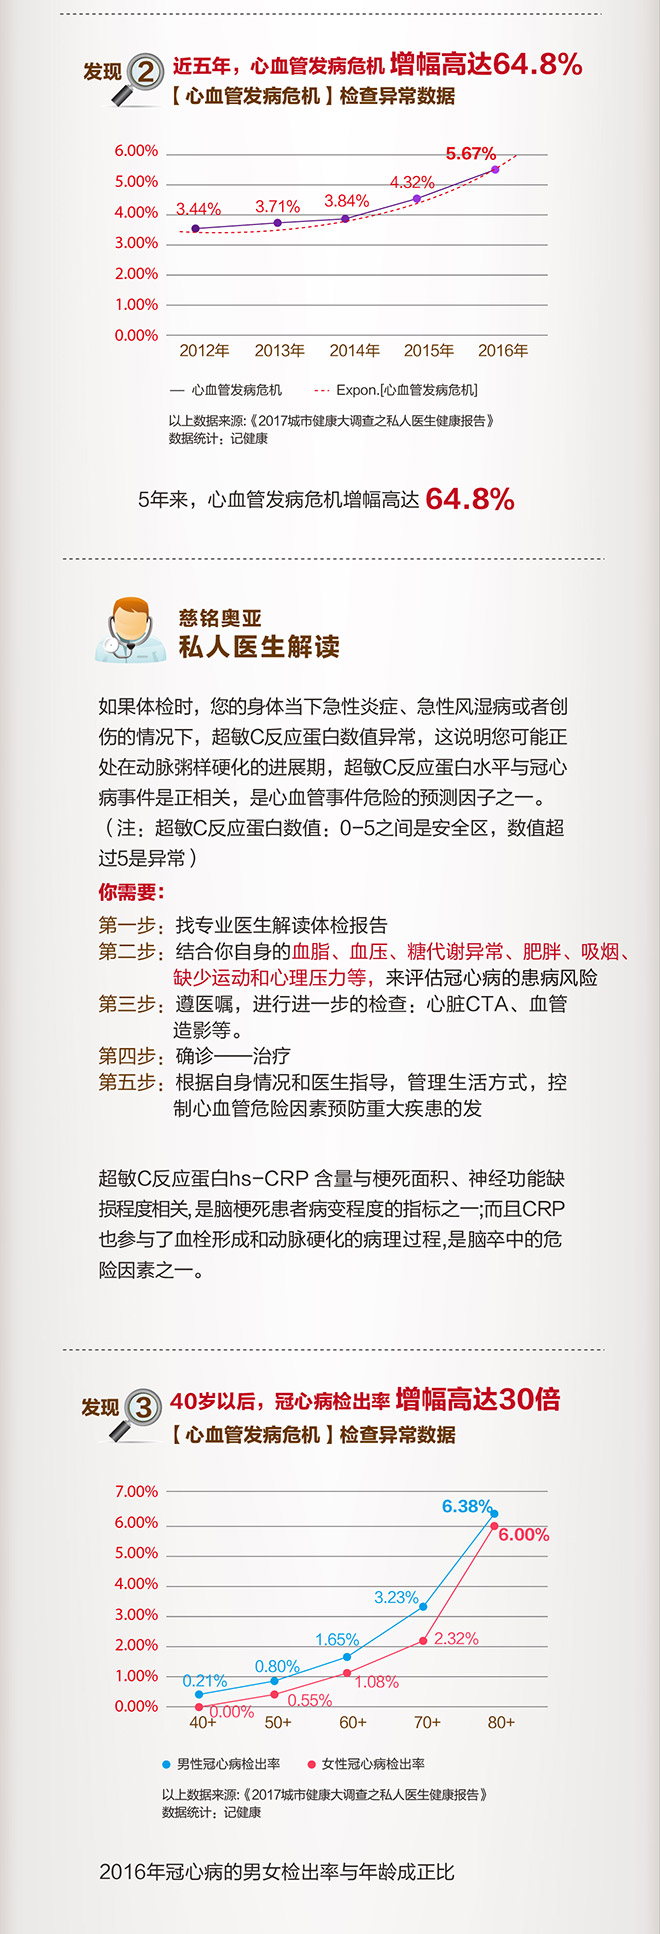 发现 2 近五年，心血管发病危机 增幅高达64.8%
【心血管发病危机】检查异常数据
6.00%
5.67%
5.00%
4.32%
4.00%
3.44%
3.71%
3.84%
3.00%
2.00%
1.00%
0.00%
2012年 2013年 2014年 2015年 2016年
心血管发病危机 Expon.[心血管发病危机]
以上数据来源:《2017城市健康大调查之私人医生健康报告》
数据统计：记健康
5年来，心血管发病危机增幅高达 64.8%
慈铭奥亚
私人医生解读
如果体检时，您的身体当下急性炎症、急性风湿病或者创
伤的情况下，超敏C反应蛋白数值异常，这说明您可能正
处在动脉粥样硬化的进展期，超敏C反应蛋白水平与冠心
病事件是正相关，是心血管事件危险的预测因子之一。
（注：超敏C反应蛋白数值：0-5之间是安全区，数值超
过5是异常）
你需要：
第一步：找专业医生解读体检报告
第二步：结合你自身的血脂、血压、糖代谢异常、肥胖、吸烟、
缺少运动和心理压力等，来评估冠心病的患病风险
第三步：遵医嘱，进行进一步的检查：心脏CTA、血管
造影等。
第四步：确诊——治疗
第五步：根据自身情况和医生指导，管理生活方式，控
制心血管危险因素预防重大疾患的发
超敏C反应蛋白hs-CRP 含量与梗死面积、神经功能缺
损程度相关,是脑梗死患者病变程度的指标之一;而且CRP
也参与了血栓形成和动脉硬化的病理过程,是脑卒中的危
险因素之一。
发现 3 40岁以后，冠心病检出率 增幅高达30倍
【心血管发病危机】检查异常数据
7.00%
6.38%
6.00%
6.00%
5.00%
4.00%
3.23%
3.00%
2.32%
2.00%
1.65%
1.00%
0.21%
0.80%
1.08%
0.55%
0.00%
0.00%
40+ 50+ 60+ 70+ 80+
男性冠心病检出率 女性冠心病检出率
以上数据来源:《2017城市健康大调查之私人医生健康报告》
数据统计：记健康
2016年冠心病的男女检出率与年龄成正比